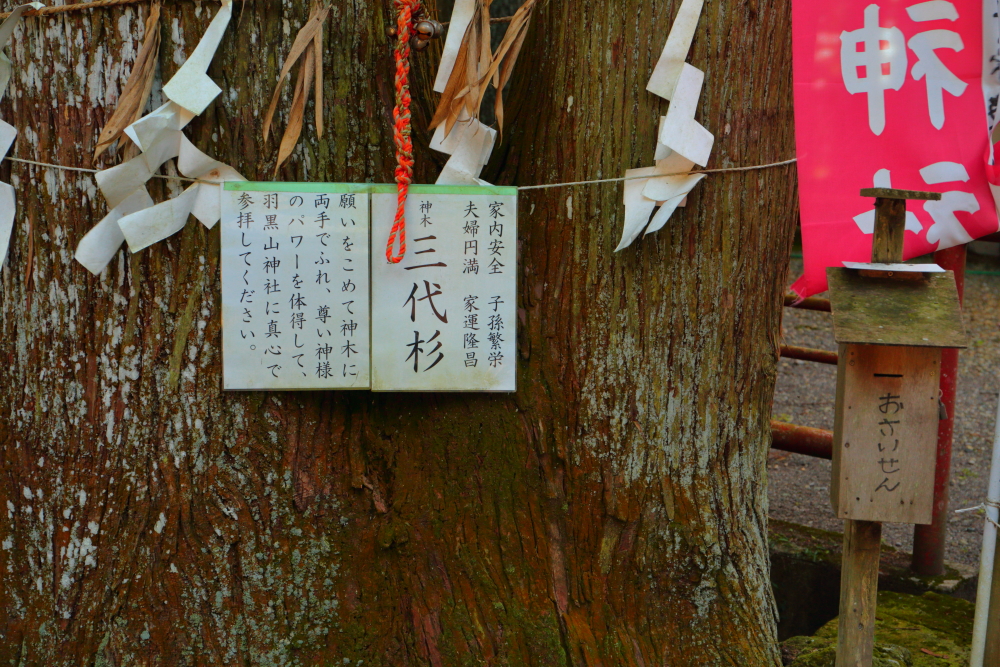 家内安全 子孫繁栄
夫婦円満 家運隆昌
神木
三代杉
願いをこめて神木に
両手でふれ、尊い神様
のパワーを体得して、
羽黒山神社に真心で
参拝してください。
神社
おさいせん